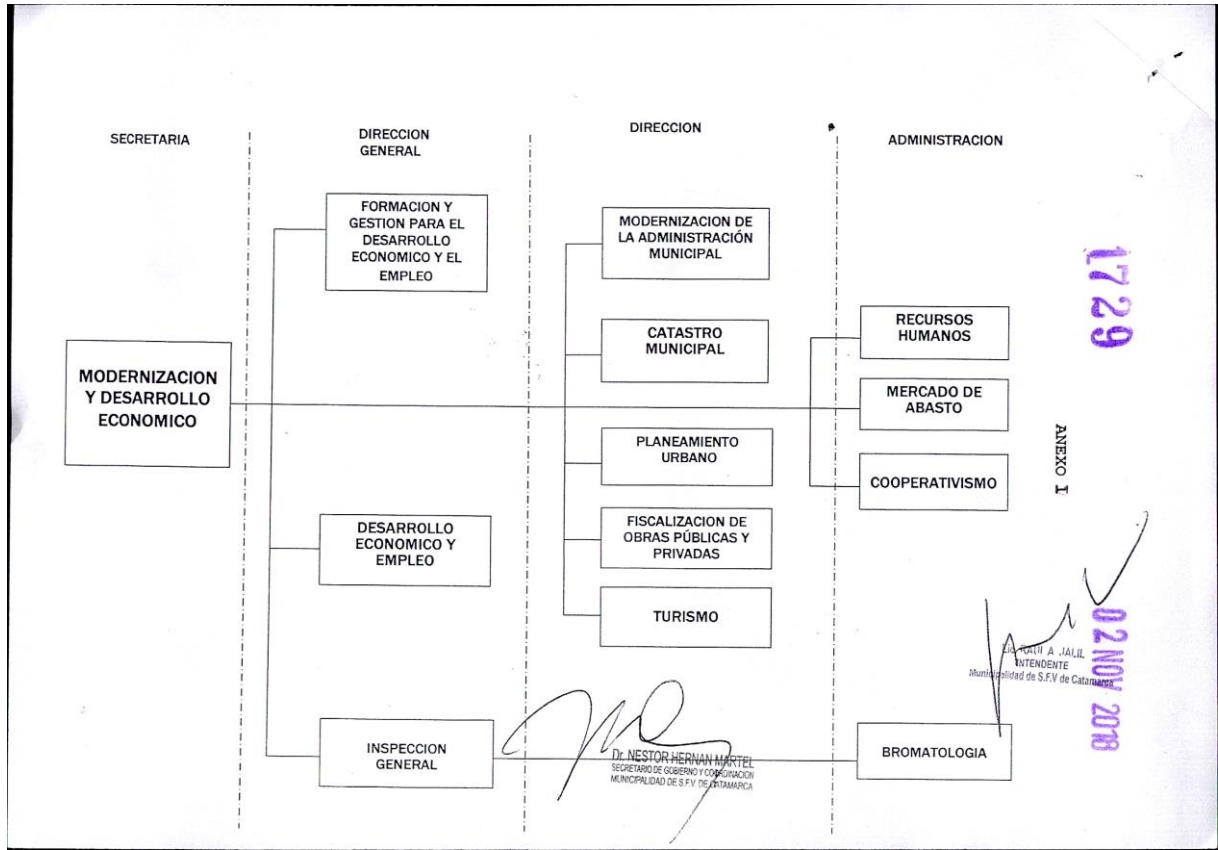 SECRETARIA
DIRECCION
GENERAL
DIRECCION
ADMINISTRACION
MODERNIZACION
Y DESARROLLO
ECONOMICO
FORMACION Y
GESTION PARA EL
DESARROLLO
ECONOMICO Y EL
EMPLEO
DESARROLLO
ECONOMICO Y
EMPLEO
INSPECCION
GENERAL
MODERNIZACION DE
LA ADMINISTRACIÓN
MUNICIPAL
CATASTRO
MUNICIPAL
PLANEAMIENTO
URBANO
FISCALIZACION DE
OBRAS PÚBLICAS Y
PRIVADAS
TURISMO
RECURSOS
HUMANOS
MERCADO DE
ABASTO
COOPERATIVISMO
BROMATOLOGIA
Dr. NESTOR HERNAN MARTEL
SECRETARIO DE GOBIERNO Y COORDINACION
MUNICIPALIDAD DE S.F.V. DE CATAMARCA
Lic. RAUL A JALIL
INTENDENTE
Municipalidad de S.F.V de Catamarca
1729
ANEXO I
02 NOV 2018